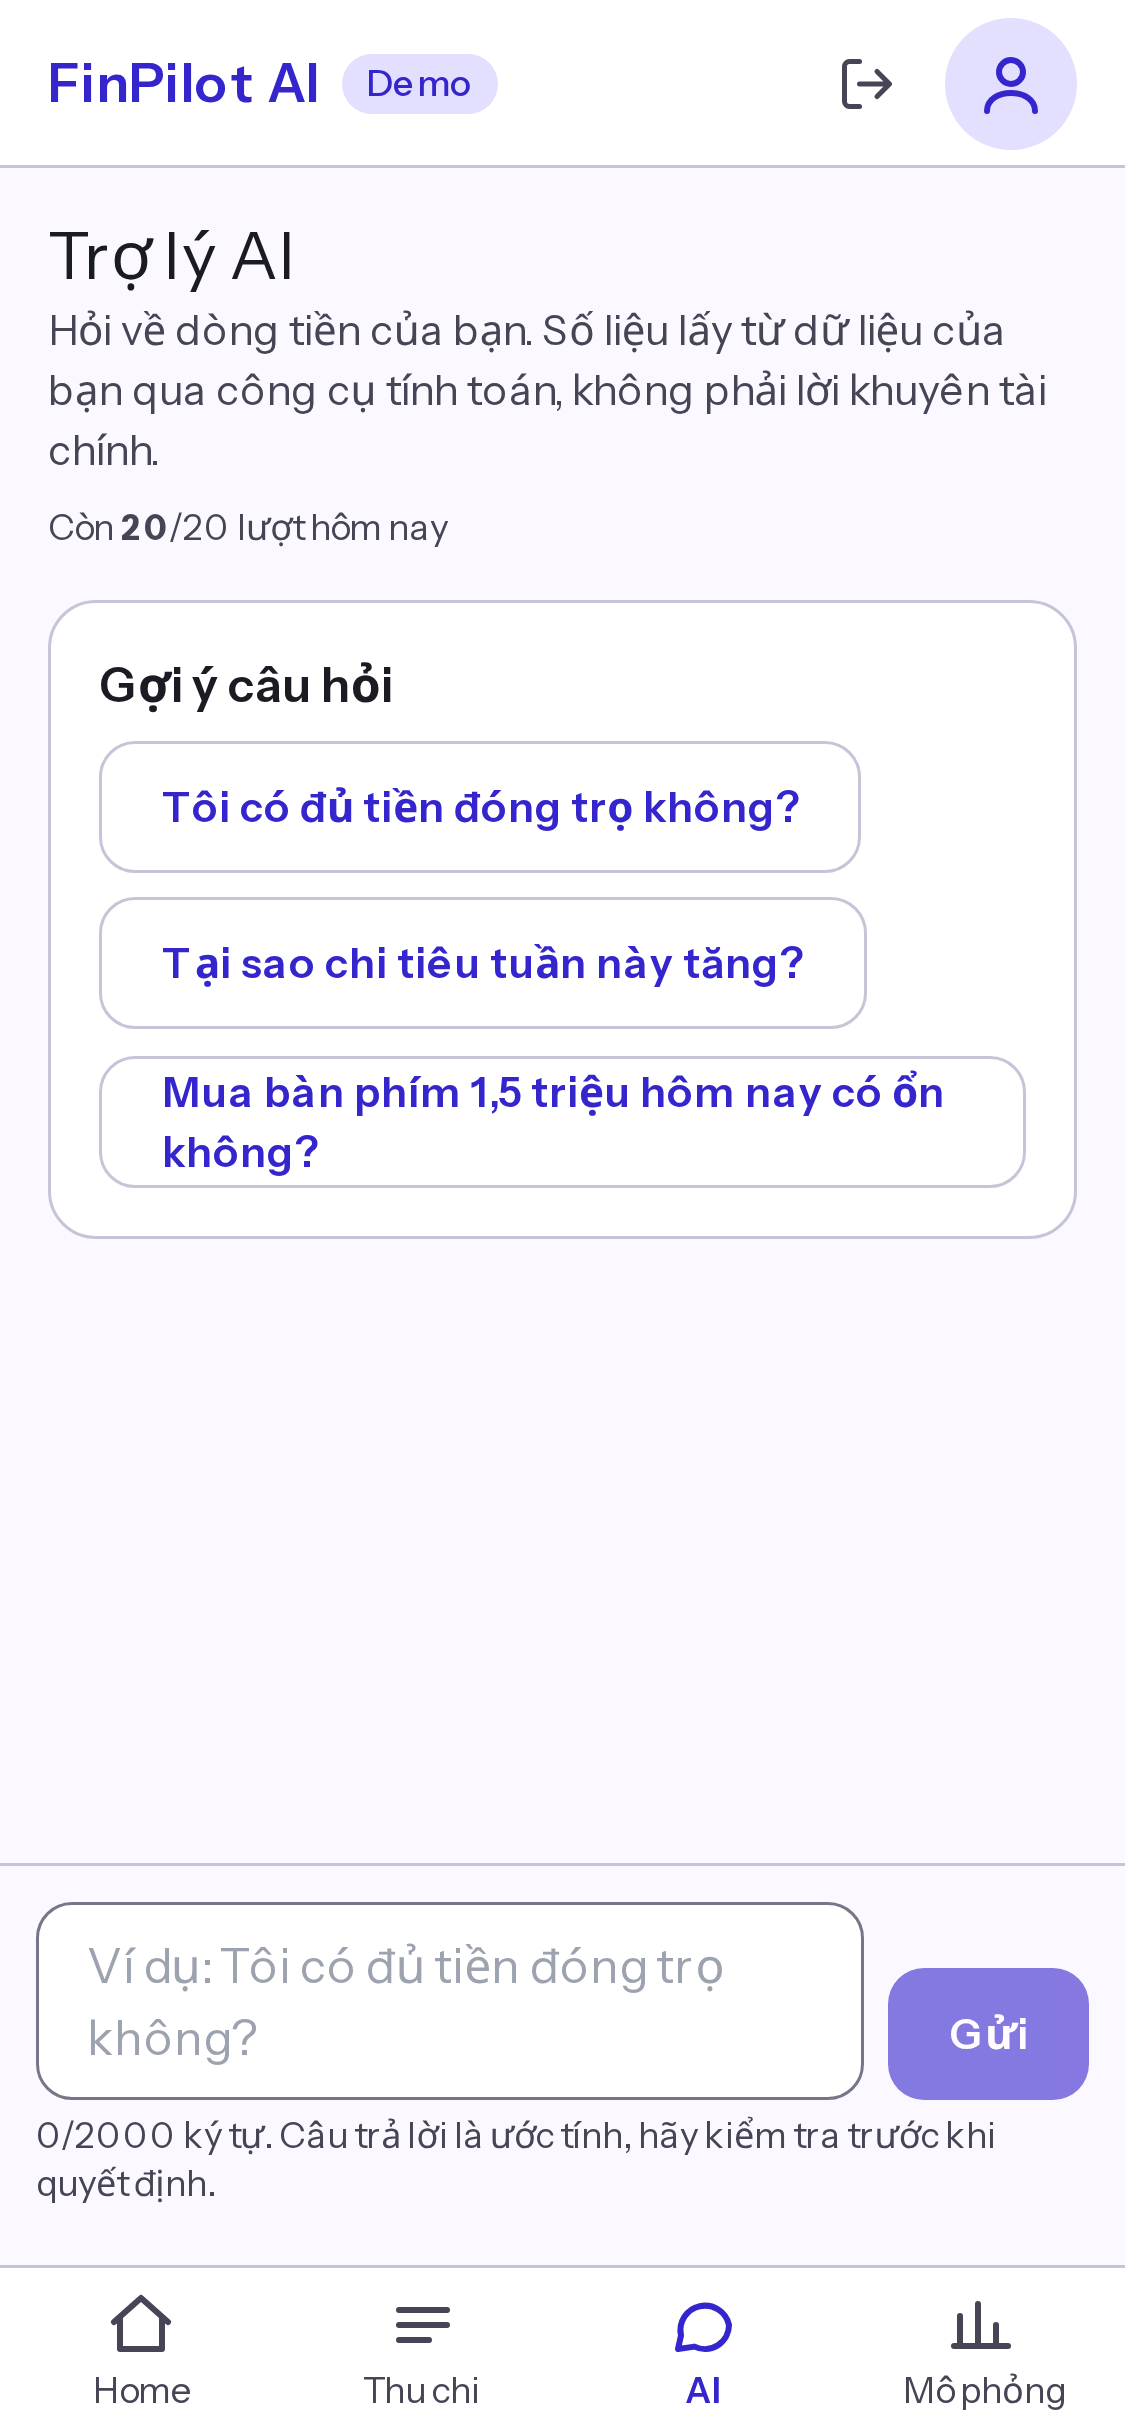 FinPilot AI Demo
Trợ lý AI
Hỏi về dòng tiền của bạn. Số liệu lấy từ dữ liệu của
bạn qua công cụ tính toán, không phải lời khuyên tài
chính.
Còn 20/20 lượt hôm nay
Gợi ý câu hỏi
Tôi có đủ tiền đóng trọ không?
Tại sao chi tiêu tuần này tăng?
Mua bàn phím 1,5 triệu hôm nay có ổn
không?
Ví dụ: Tôi có đủ tiền đóng trọ
không?
Gửi
0/2000 ký tự. Câu trả lời là ước tính, hãy kiểm tra trước khi
quyết định.
Home
Thu chi
AI
Mô phỏng